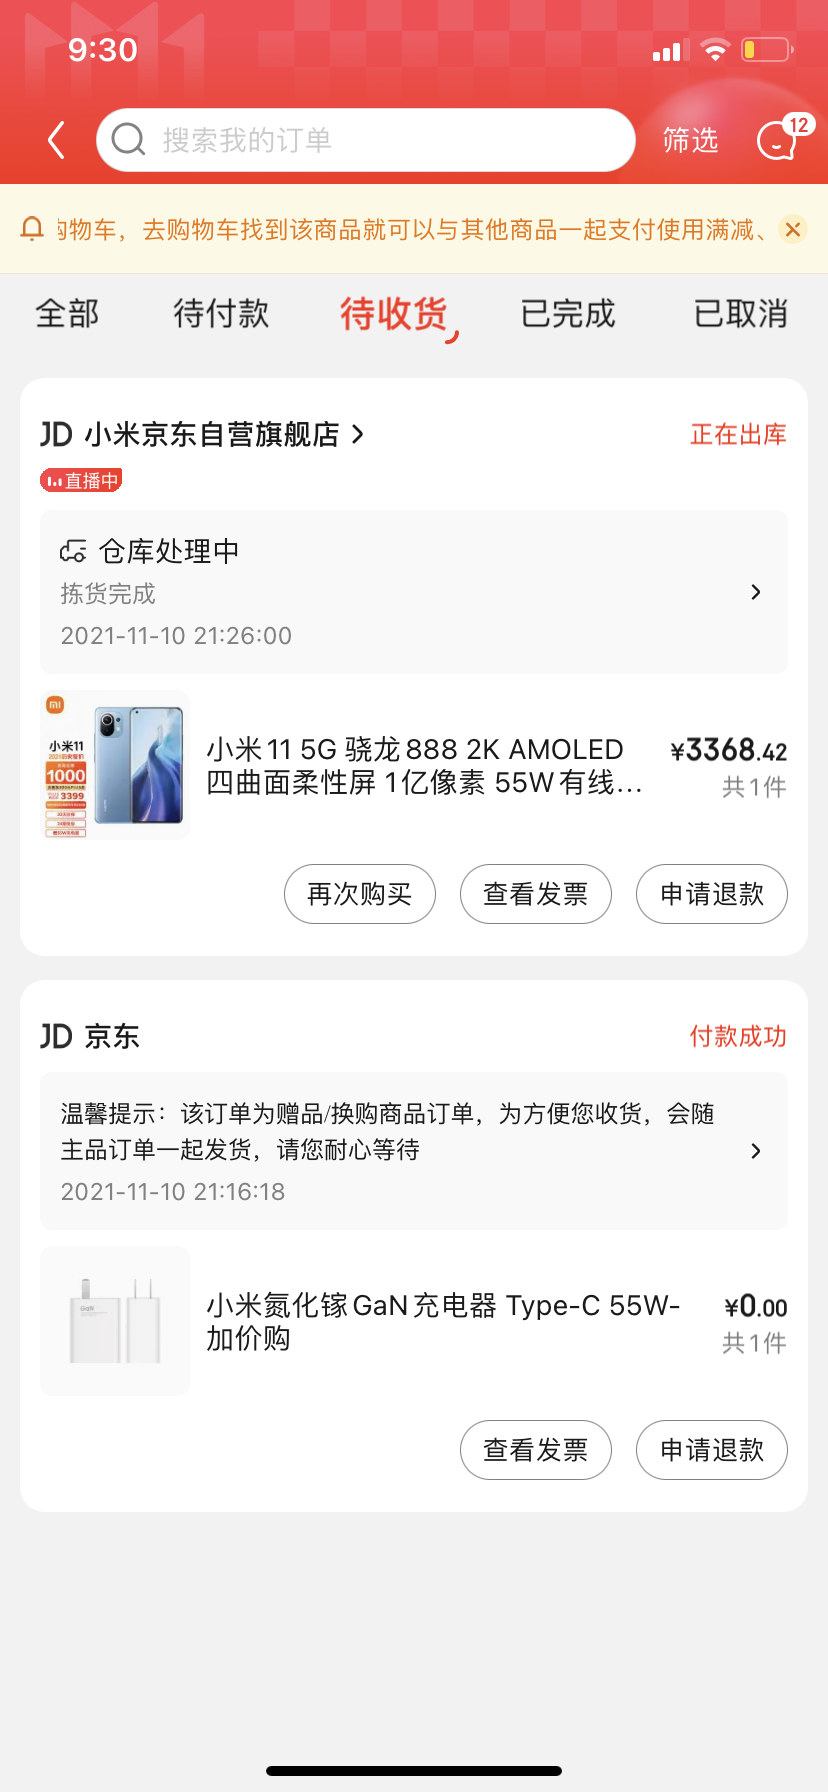 9:30
搜索我的订单
筛选
12
购物车，去购物车找到该商品就可以与其他商品一起支付使用满减、
全部
待付款
待收货
已完成
已取消
JD 小米京东自营旗舰店
正在出库
直播中
仓库处理中
拣货完成
2021-11-10 21:26:00
小米11
1000
3399
小米11 5G 骁龙888 2K AMOLED
四曲面柔性屏 1亿像素 55W有线...
¥3368.42
共1件
再次购买
查看发票
申请退款
JD 京东
付款成功
温馨提示：该订单为赠品/换购商品订单，为方便您收货，会随
主品订单一起发货，请您耐心等待
2021-11-10 21:16:18
GaN
小米氮化镓GaN充电器 Type-C 55W-
加价购
¥0.00
共1件
查看发票
申请退款